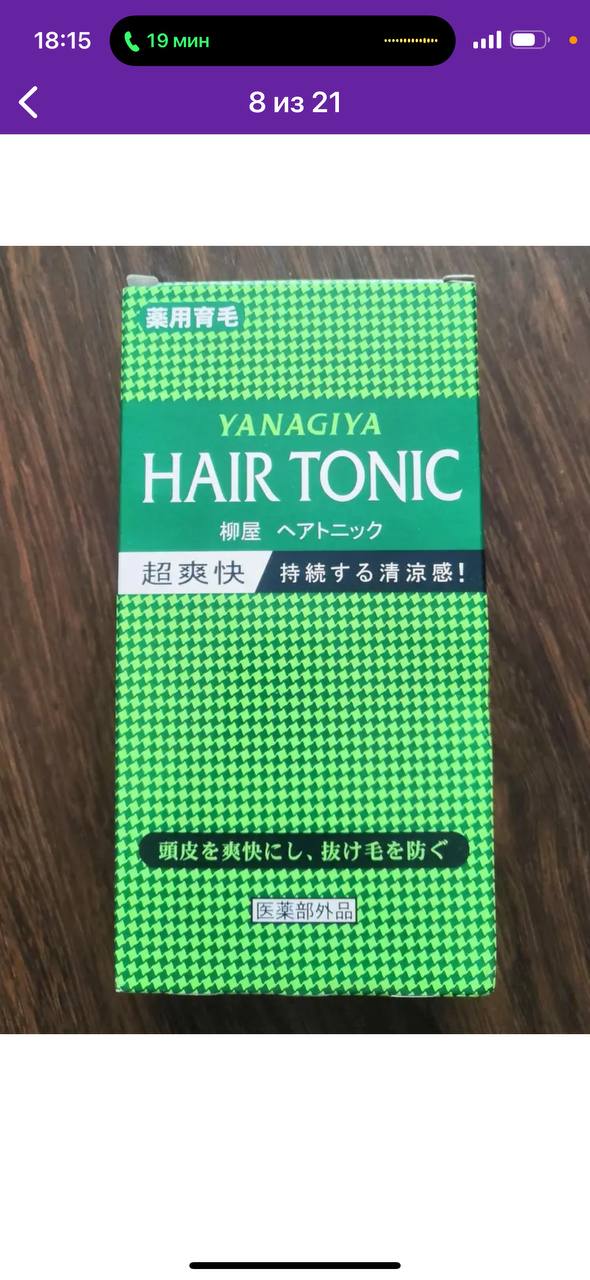 18:15
19 мин
8 из 21
薬用育毛
YANAGIYA
HAIR TONIC
柳屋 ヘアトニック
超爽快 持続する清涼感!
頭皮を爽快にし、抜け毛を防ぐ
医薬部外品